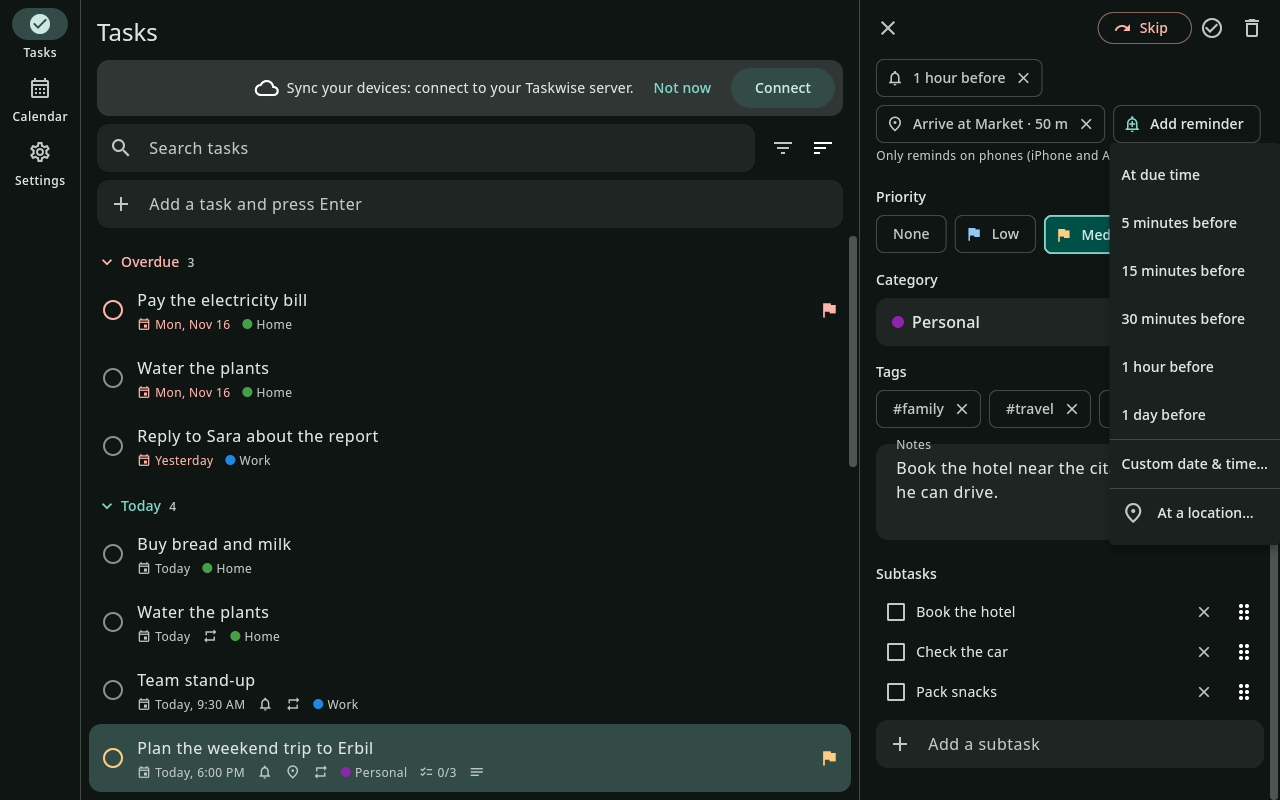 Tasks
Calendar
Settings
Tasks
Sync your devices: connect to your Taskwise server.
Not now
Connect
Search tasks
Add a task and press Enter
Overdue 3
Pay the electricity bill
Mon, Nov 16 Home
Water the plants
Mon, Nov 16 Home
Reply to Sara about the report
Yesterday Work
Today 4
Buy bread and milk
Today Home
Water the plants
Today Home
Team stand-up
Today, 9:30 AM Work
Plan the weekend trip to Erbil
Today, 6:00 PM Personal 0/3
Skip
1 hour before
Arrive at Market · 50 m
Add reminder
Only reminds on phones (iPhone and A
Priority
None
Low
Med
Category
Personal
Tags
#family
#travel
Notes
Book the hotel near the cit
he can drive.
At due time
5 minutes before
15 minutes before
30 minutes before
1 hour before
1 day before
Custom date & time...
At a location...
Subtasks
Book the hotel
Check the car
Pack snacks
Add a subtask